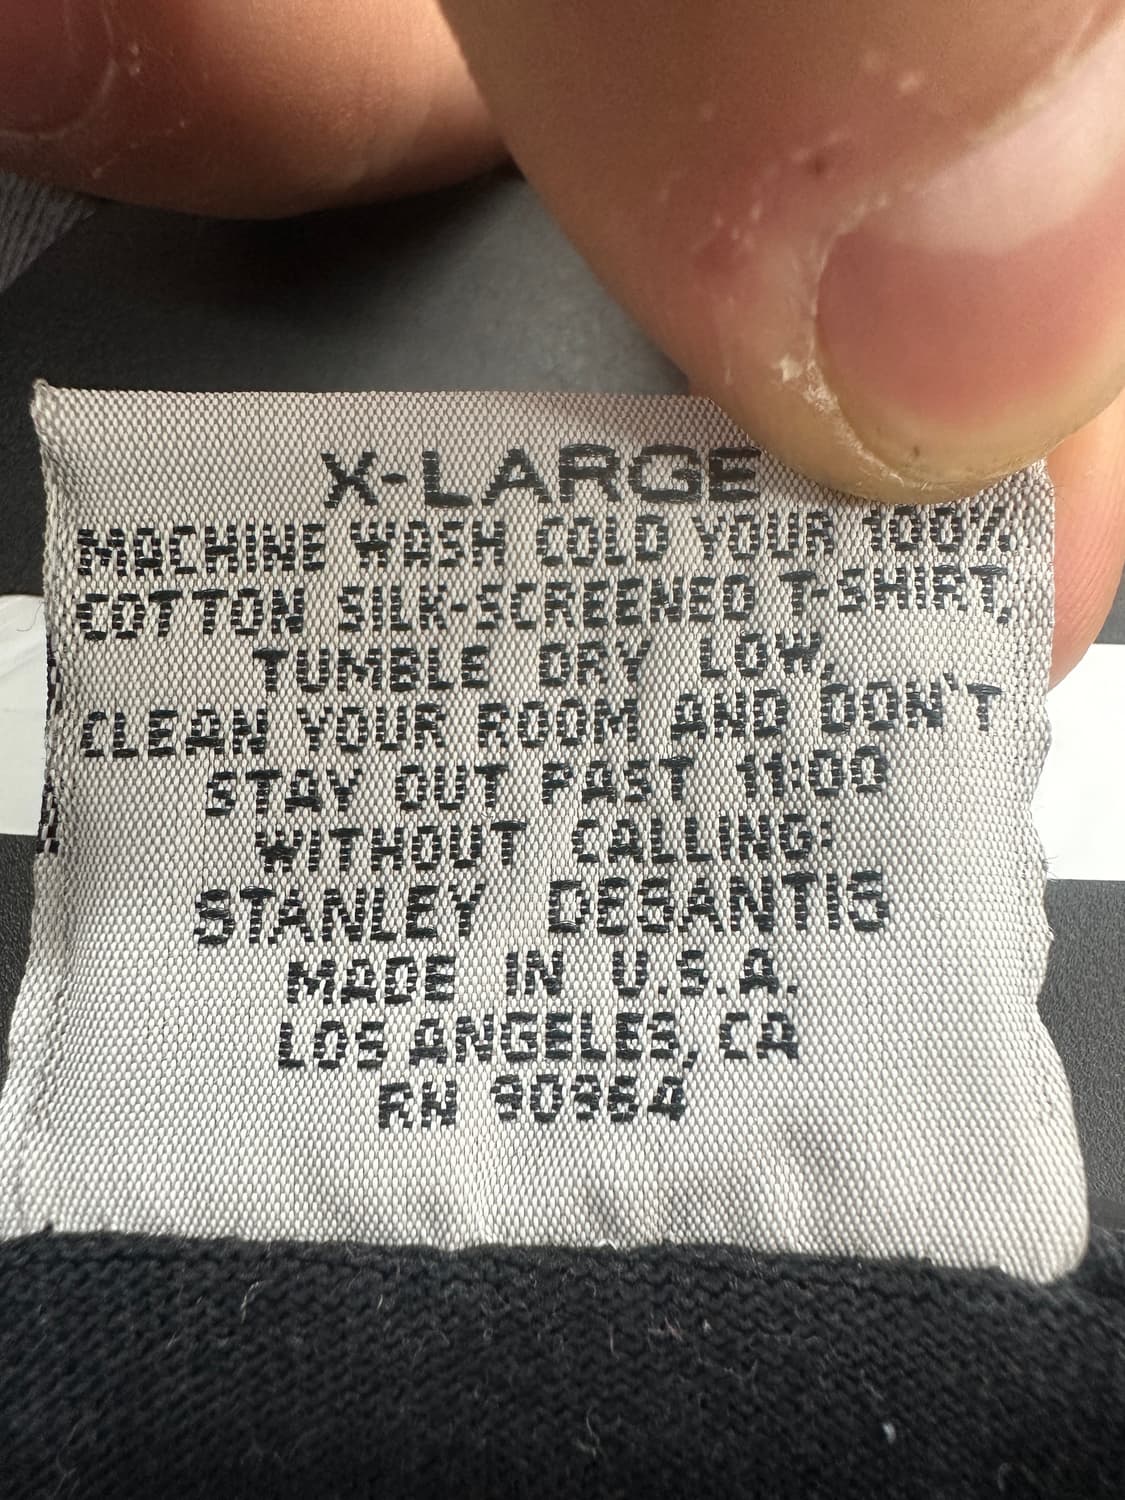 X-LARGE
MACHINE WASH COLD YOUR 100%
COTTON SILK-SCREENED T-SHIRT,
TUMBLE DRY LOW,
CLEAN YOUR ROOM AND DON'T
STAY OUT PAST 11:00
WITHOUT CALLING:
STANLEY DESANTIS
MADE IN U.S.A.
LOS ANGELES, CA
RN 90964